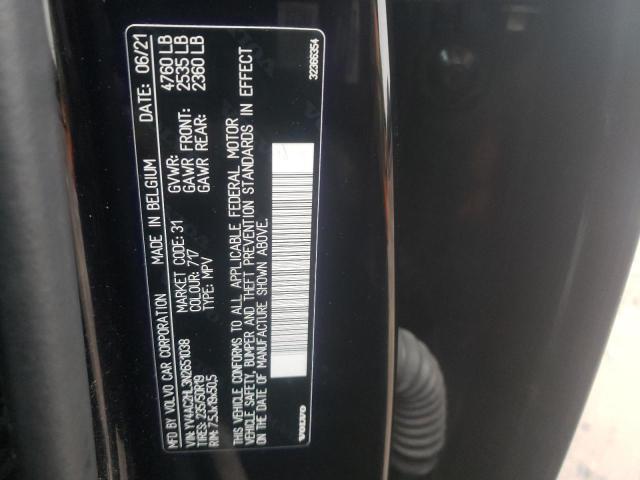 MFD BY VOLVO CAR CORPORATION MADE IN BELGIUM DATE: 06/21
VIN: YV4AC2HL3N2651038 MARKET CODE: 31 GVWR: 4760 LB
TIRES: 235/50R19 COLOUR: 717 GAWR FRONT: 2535 LB
RIM: 7.5Jx19x50,5 TYPE: MPV GAWR REAR: 2360 LB
THIS VEHICLE CONFORMS TO ALL APPLICABLE FEDERAL MOTOR
VEHICLE SAFETY, BUMPER AND THEFT PREVENTION STANDARDS IN EFFECT
ON DATE OF MANUFACTURE SHOWN ABOVE.
VOLVO 32366354